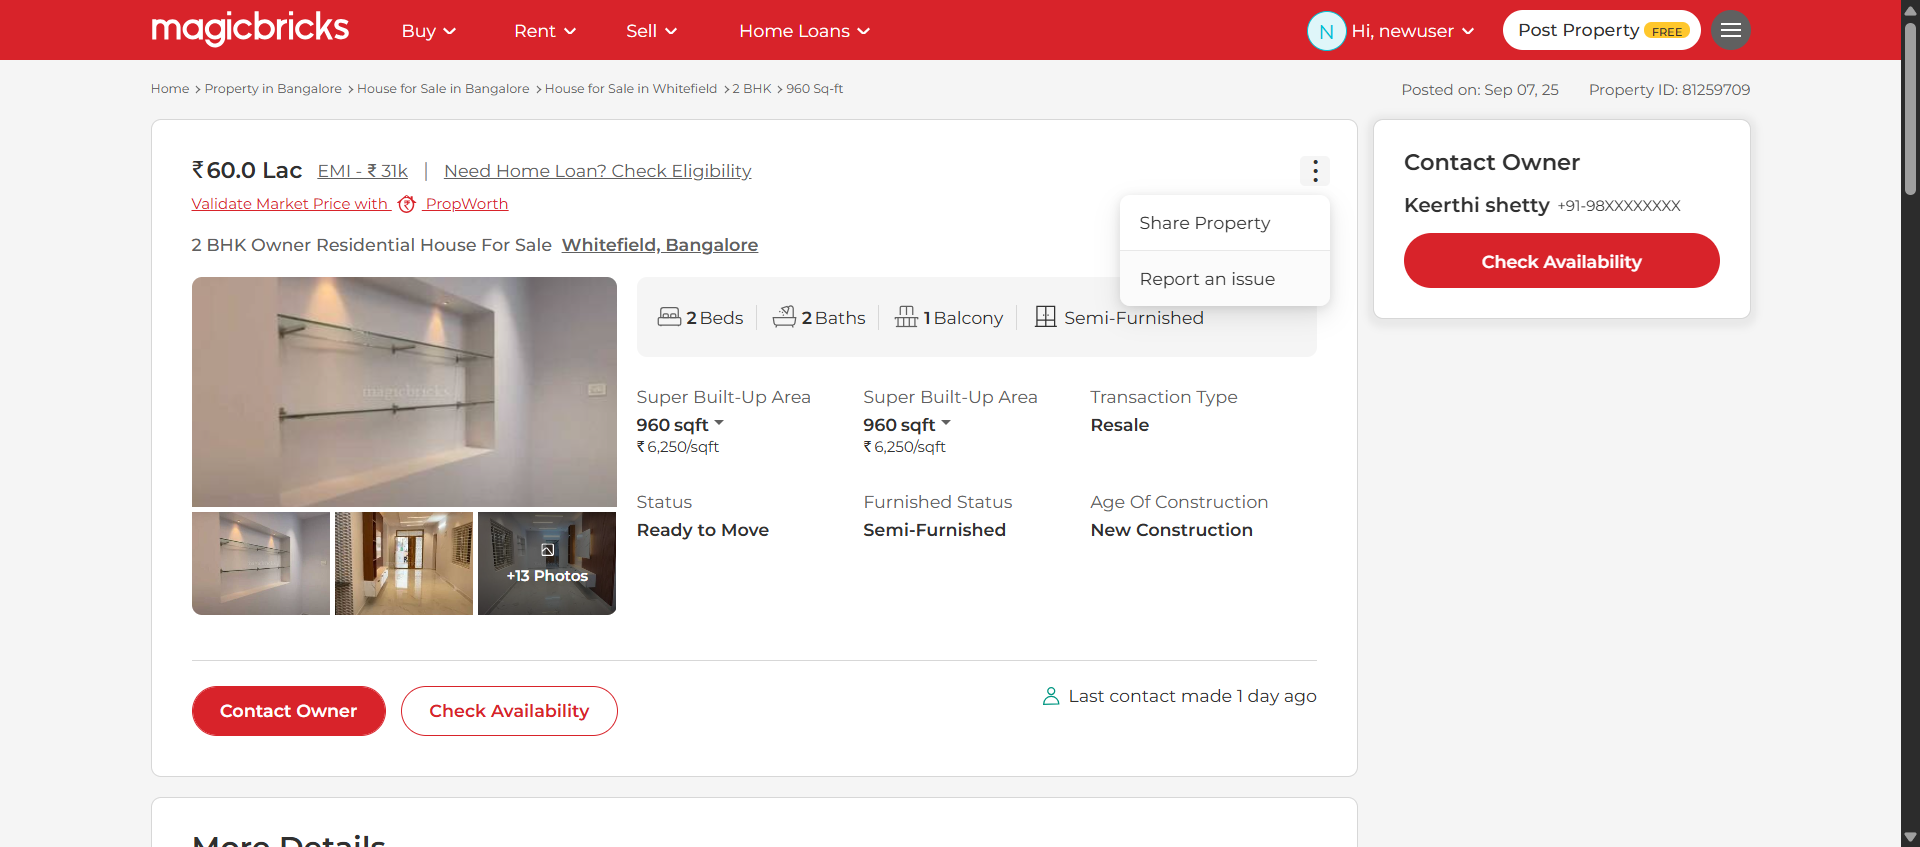 magicbricks
Buy
Rent
Sell
Home Loans
N
Hi, newuser
Post Property FREE
Home > Property in Bangalore > House for Sale in Bangalore > House for Sale in Whitefield > 2 BHK > 960 Sq-ft
Posted on: Sep 07, 25
Property ID: 81259709
₹60.0 Lac EMI - ₹ 31k | Need Home Loan? Check Eligibility
Validate Market Price with PropWorth
2 BHK Owner Residential House For Sale Whitefield, Bangalore
Share Property
Report an issue
magicbricks
2 Beds
2 Baths
1 Balcony
Semi-Furnished
Super Built-Up Area
960 sqft
₹6,250/sqft
Super Built-Up Area
960 sqft
₹6,250/sqft
Transaction Type
Resale
Status
Ready to Move
Furnished Status
Semi-Furnished
Age Of Construction
New Construction
+13 Photos
Contact Owner
Check Availability
Last contact made 1 day ago
Contact Owner
Keerthi shetty +91-98XXXXXXXX
Check Availability
More Details